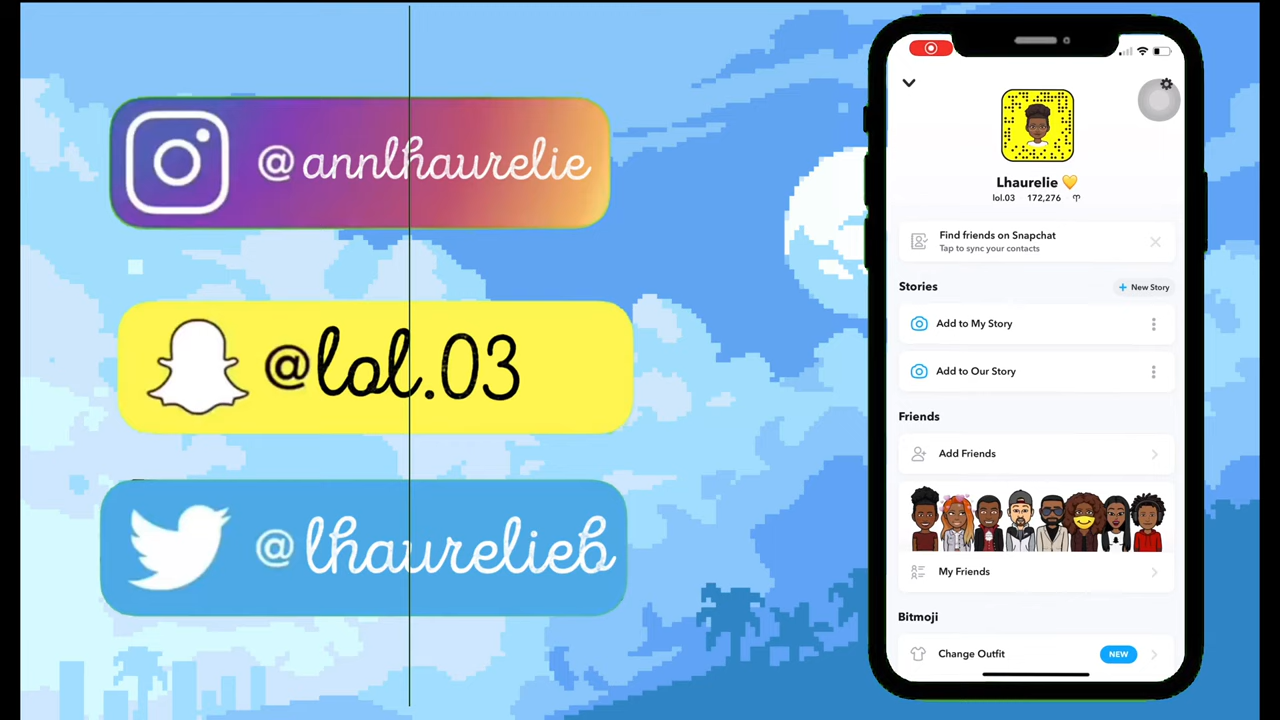 @annlhaurelie
@lol.03
@lhaurelieb
Lhaurelie 💛
lol.03 172,276 ♈︎
Find friends on Snapchat
Tap to sync your contacts
Stories
+ New Story
Add to My Story
Add to Our Story
Friends
Add Friends
My Friends
Bitmoji
Change Outfit
NEW